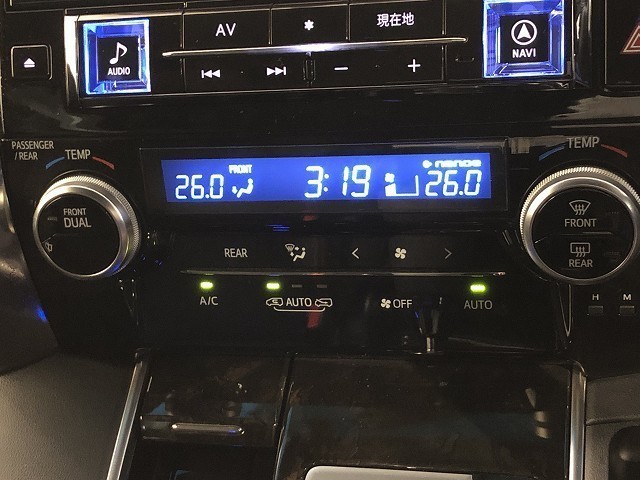 AV
*
現在地
AUDIO
NAVI
PASSENGER
/REAR
TEMP
TEMP
FRONT
DUAL
26.0
FRONT
3:19
nanoe
26.0
FRONT
REAR
REAR
A/C
AUTO
OFF
AUTO
H
M